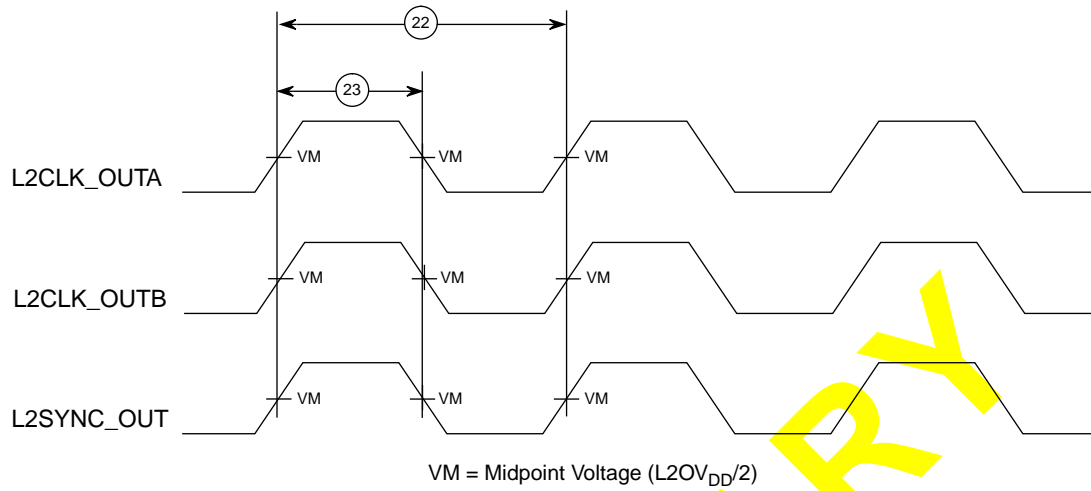 22
23
L2CLK_OUTA
VM VM VM
L2CLK_OUTB
VM VM VM
L2SYNC_OUT
VM VM VM
VM = Midpoint Voltage (L2OVDD/2)
R Y